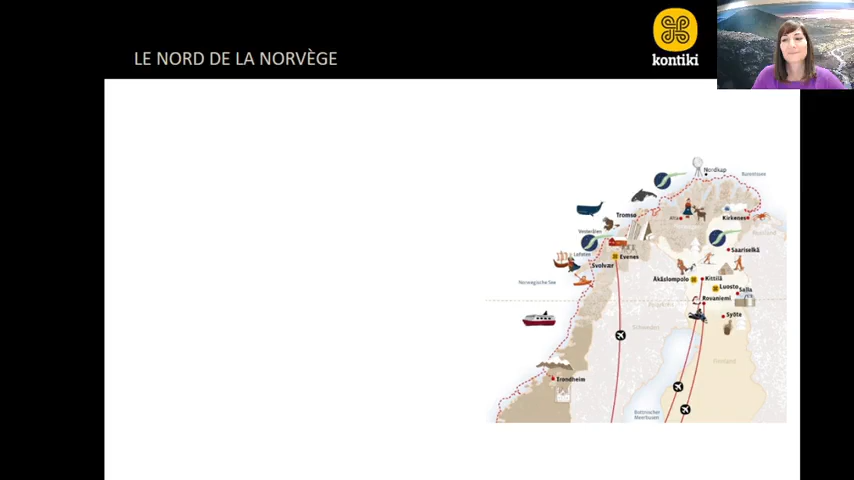 LE NORD DE LA NORVÈGE
kontiki
Nordkap
Barentssee
Tromsø
Alta
Kirkenes
Vesterålen
Lofoten
Svolvær
Evenes
Saariselkä
Norwegische See
Äkäslompolo
Kittilä
Luosto
Salla
Rovaniemi
Syöte
Schweden
Finnland
Trondheim
Bottnischer
Meerbusen